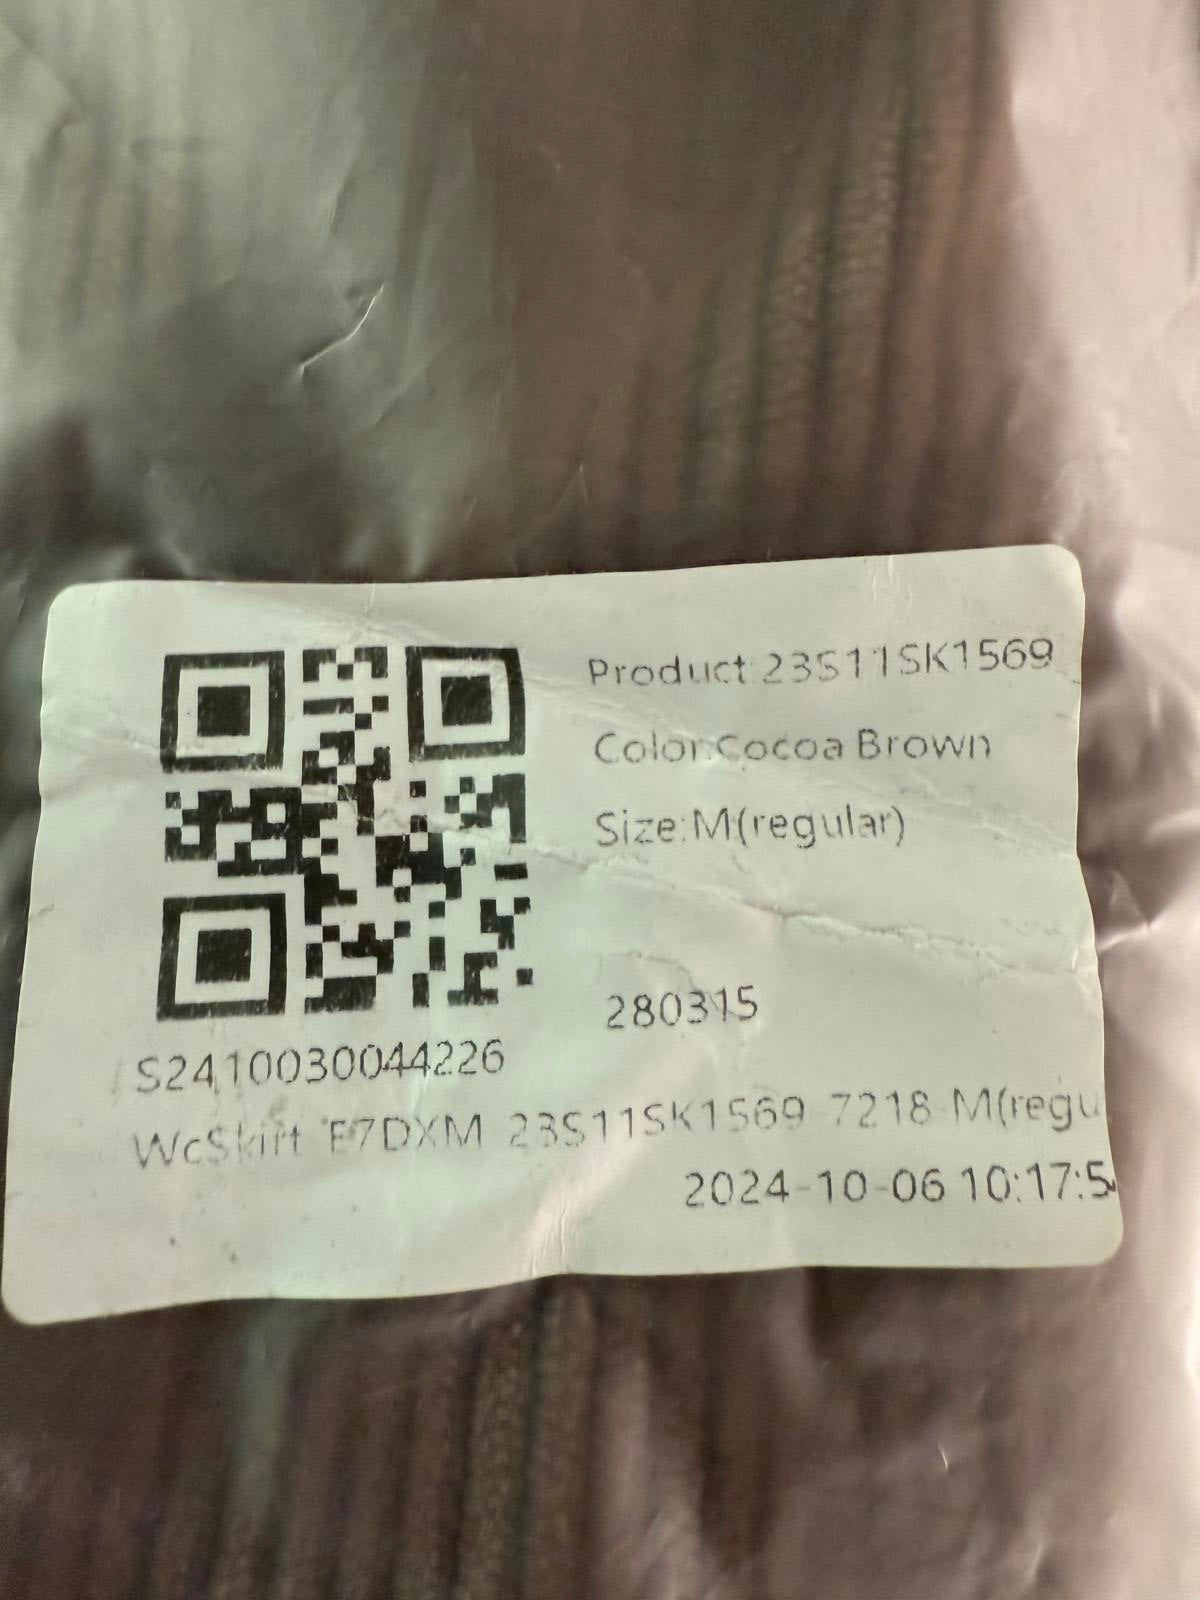 Product:23S11SK1569
Color:Cocoa Brown
Size:M(regular)
280315
S2410030044226
WcSkirt E7DXM 23S11SK1569 7218 M(regu
2024-10-06 10:17:5